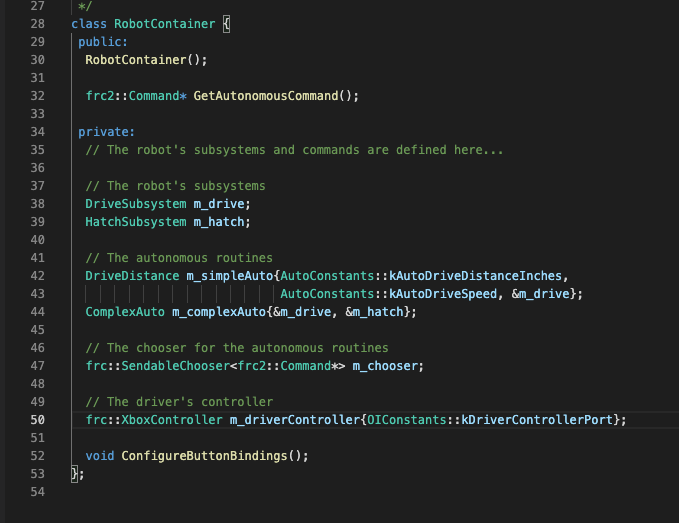 27 */
28 class RobotContainer {
29 public:
30 RobotContainer();
31
32 frc2::Command* GetAutonomousCommand();
33
34 private:
35 // The robot's subsystems and commands are defined here...
36
37 // The robot's subsystems
38 DriveSubsystem m_drive;
39 HatchSubsystem m_hatch;
40
41 // The autonomous routines
42 DriveDistance m_simpleAuto{AutoConstants::kAutoDriveDistanceInches,
43 AutoConstants::kAutoDriveSpeed, &m_drive};
44 ComplexAuto m_complexAuto{&m_drive, &m_hatch};
45
46 // The chooser for the autonomous routines
47 frc::SendableChooser<frc2::Command*> m_chooser;
48
49 // The driver's controller
50 frc::XboxController m_driverController{OIConstants::kDriverControllerPort};
51
52 void ConfigureButtonBindings();
53 };
54